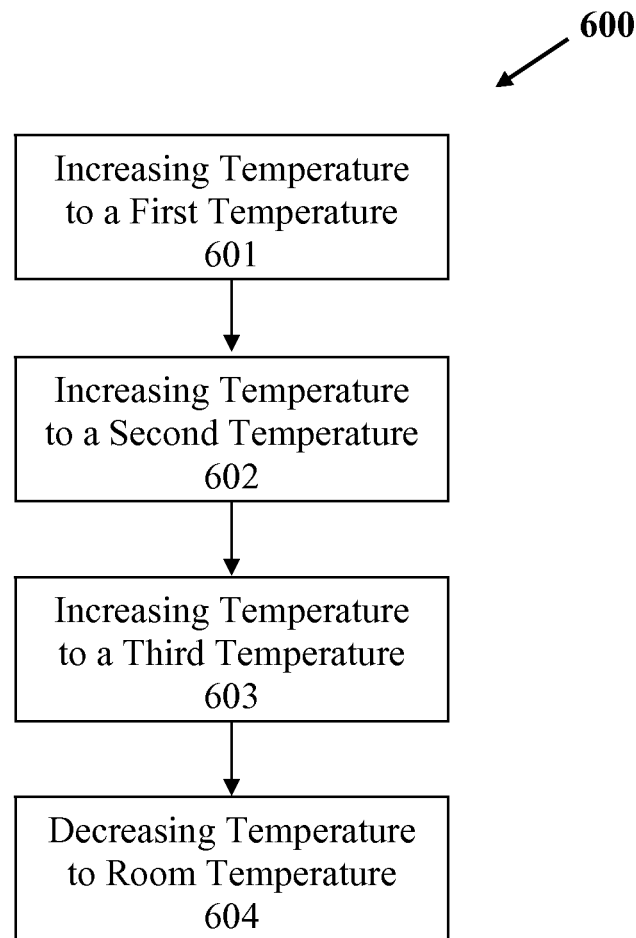 600
Increasing Temperature
to a First Temperature
601
Increasing Temperature
to a Second Temperature
602
Increasing Temperature
to a Third Temperature
603
Decreasing Temperature
to Room Temperature
604